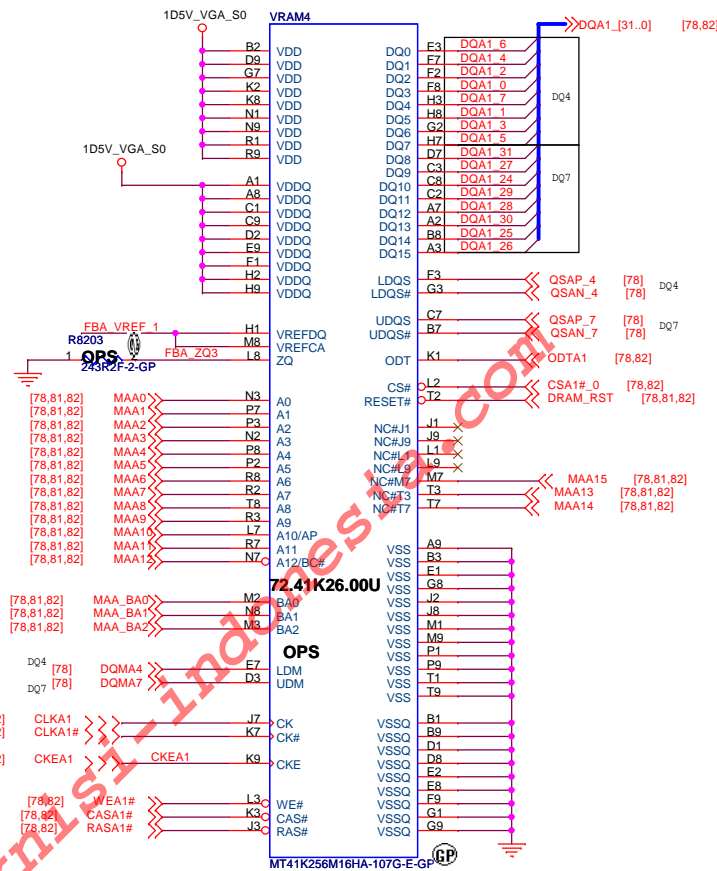 1D5V_VGA_S0 VRAM4 DQA1_[31..0] [78,82]
B2 VDD DQ0 E3 DQA1_6
D9 VDD DQ1 F7 DQA1_4
G7 VDD DQ2 F2 DQA1_2
K2 VDD DQ3 F8 DQA1_0
K8 VDD DQ4 H3 DQA1_7 DQ4
N1 VDD DQ5 H8 DQA1_1
N9 VDD DQ6 G2 DQA1_3
R1 VDD DQ7 H7 DQA1_5
R9 VDD DQ8 D7 DQA1_31
1D5V_VGA_S0 DQ9 C3 DQA1_27
A1 VDDQ DQ10 C8 DQA1_24 DQ7
A8 VDDQ DQ11 C2 DQA1_29
C1 VDDQ DQ12 A7 DQA1_28
C9 VDDQ DQ13 A2 DQA1_30
D2 VDDQ DQ14 B8 DQA1_25
E9 VDDQ DQ15 A3 DQA1_26
F1 VDDQ
H2 VDDQ LDQS F3 QSAP_4 [78] DQ4
H9 VDDQ LDQS# G3 QSAN_4 [78]
UDQS C7 QSAP_7 [78] DQ7
FBA_VREF_1 H1 VREFDQ UDQS# B7 QSAN_7 [78]
R8203 M8 VREFCA
1 OPS FBA_ZQ3 L8 ZQ ODT K1 ODTA1 [78,82]
243R2F-2-GP
CS# L2 CSA1#_0 [78,82]
[78,81,82] MAA0 N3 A0 RESET# T2 DRAM_RST [78,81,82]
[78,81,82] MAA1 P7 A1
[78,81,82] MAA2 P3 A2 NC#J1 J1
[78,81,82] MAA3 N2 A3 NC#J9 J9
[78,81,82] MAA4 P8 A4 NC#L1 L1
[78,81,82] MAA5 P2 A5 NC#L9 L9
[78,81,82] MAA6 R8 A6 NC#M7 M7 MAA15 [78,81,82]
[78,81,82] MAA7 R2 A7 NC#T3 T3 MAA13 [78,81,82]
[78,81,82] MAA8 T8 A8 NC#T7 T7 MAA14 [78,81,82]
[78,81,82] MAA9 R3 A9
[78,81,82] MAA10 L7 A10/AP
[78,81,82] MAA11 R7 A11 VSS A9
[78,81,82] MAA12 N7 A12/BC# VSS B3
VSS E1
72.41K26.00U VSS G8
[78,81,82] MAA_BA0 M2 BA0 VSS J2
[78,81,82] MAA_BA1 N8 BA1 VSS J8
[78,81,82] MAA_BA2 M3 BA2 VSS M1
VSS M9
OPS VSS P1
DQ4 [78] DQMA4 E7 LDM VSS P9
DQ7 [78] DQMA7 D3 UDM VSS T1
VSS T9
2] CLKA1 J7 CK VSSQ B1
2] CLKA1# K7 CK# VSSQ B9
VSSQ D1
2] CKEA1 CKEA1 K9 CKE VSSQ D8
VSSQ E2
VSSQ E8
[78,82] WEA1# L3 WE# VSSQ F9
[78,82] CASA1# K3 CAS# VSSQ G1
[78,82] RASA1# J3 RAS# VSSQ G9
MT41K256M16HA-107G-E-GP GP
rnisi-indonesia.com